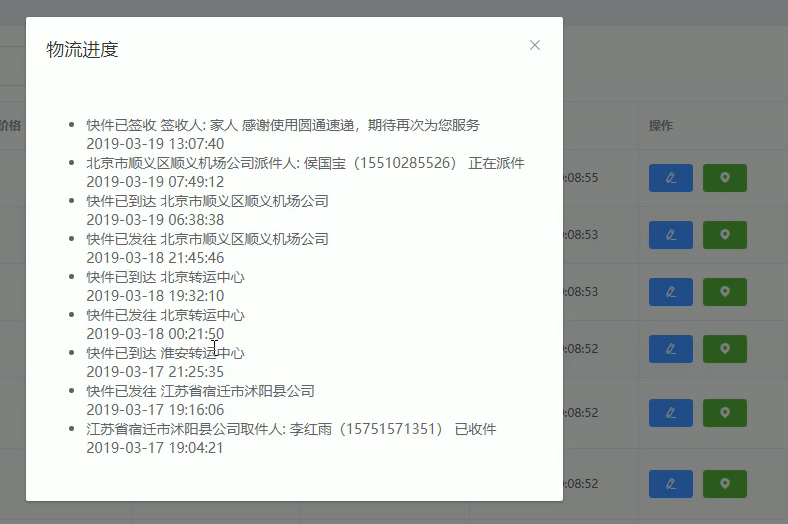 物流进度
快件已签收 签收人: 家人 感谢使用圆通速递，期待再次为您服务
2019-03-19 13:07:40
北京市顺义区顺义机场公司派件人: 侯国宝（15510285526） 正在派件
2019-03-19 07:49:12
快件已到达 北京市顺义区顺义机场公司
2019-03-19 06:38:38
快件已发往 北京市顺义区顺义机场公司
2019-03-18 21:45:46
快件已到达 北京转运中心
2019-03-18 19:32:10
快件已发往 北京转运中心
2019-03-18 00:21:50
快件已到达 淮安转运中心
2019-03-17 21:25:35
快件已发往 江苏省宿迁市沭阳县公司
2019-03-17 19:16:06
江苏省宿迁市沭阳县公司取件人: 李红雨（15751571351） 已收件
2019-03-17 19:04:21
价格
操作
:08:55
:08:53
:08:53
:08:52
:08:52
:08:52